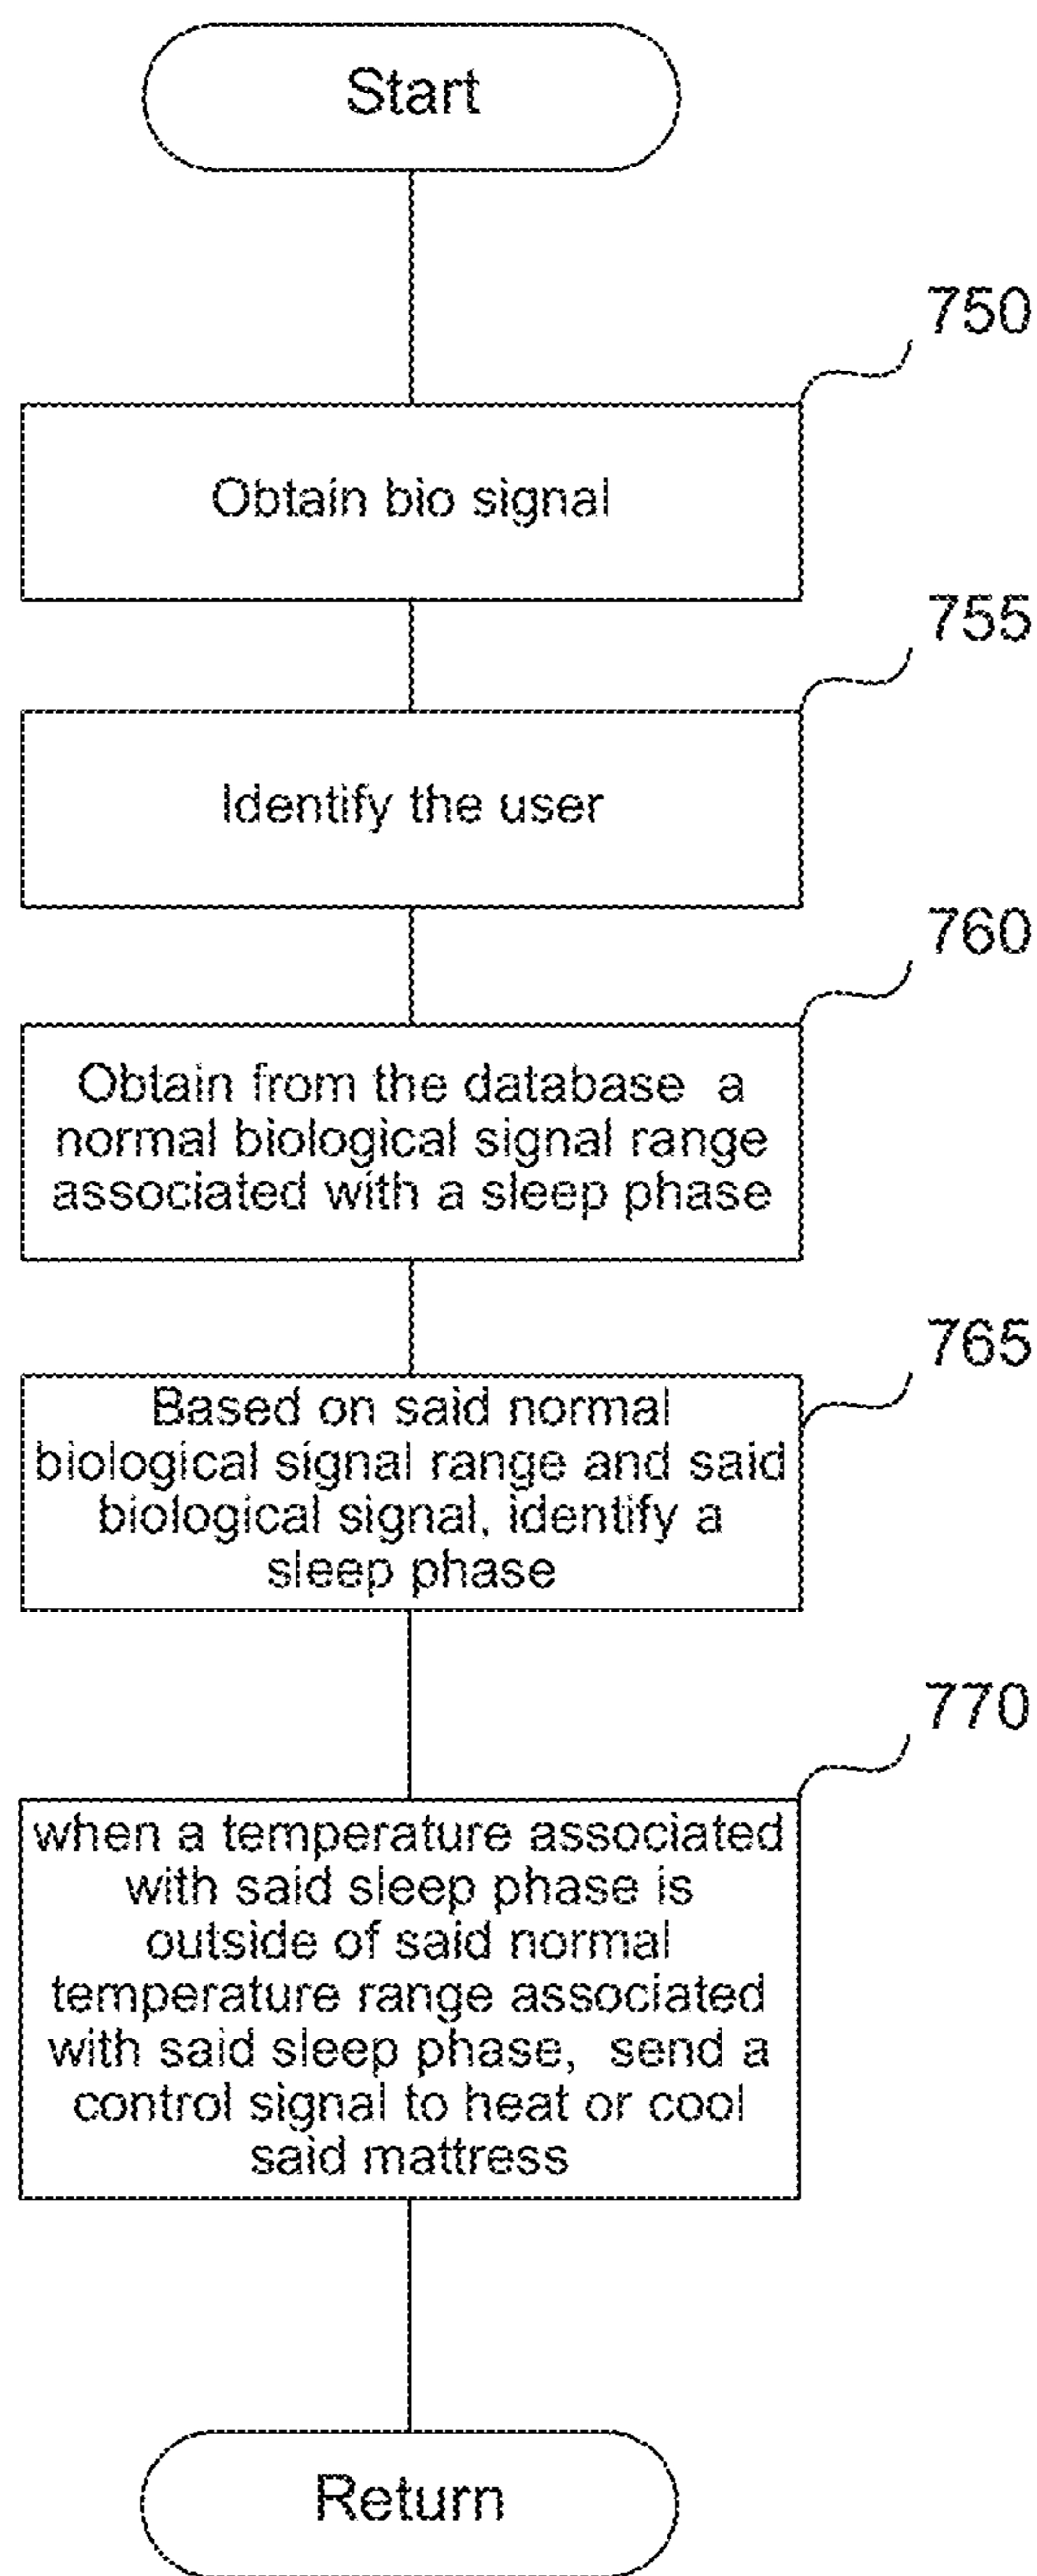 Start
750
Obtain bio signal
755
Identify the user
760
Obtain from the database a
normal biological signal range
associated with a sleep phase
765
Based on said normal
biological signal range and said
biological signal, identify a
sleep phase
770
when a temperature associated
with said sleep phase is
outside of said normal
temperature range associated
with said sleep phase, send a
control signal to heat or cool
said mattress
Return